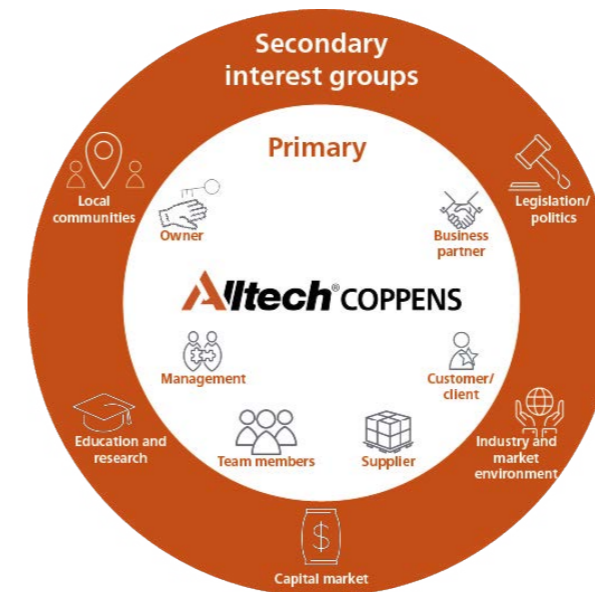 Secondary
interest groups
Primary
Local
communities
Legislation/
politics
Owner
Business
partner
Alltech® COPPENS
Management
Customer/
client
Education and
research
Team members
Supplier
Industry and
market
environment
$
Capital market